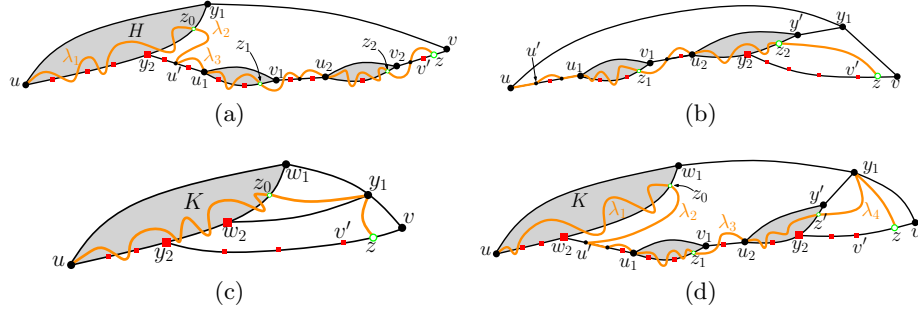 H z₀ y₁ λ₁ λ₂ λ₃ y₂ u u' u₁ z₁ v₁ u₂ z₂ v₂ v' z v
(a)
u u' u₁ z₁ v₁ u₂ y₂ z₂ y' y₁ v' z v
(b)
K z₀ w₁ y₁ w₂ y₂ u v' z v
(c)
K w₁ z₀ λ₁ λ₂ w₂ u u' u₁ z₁ v₁ λ₃ u₂ y' z' y₂ y₁ λ₄ v' z v
(d)